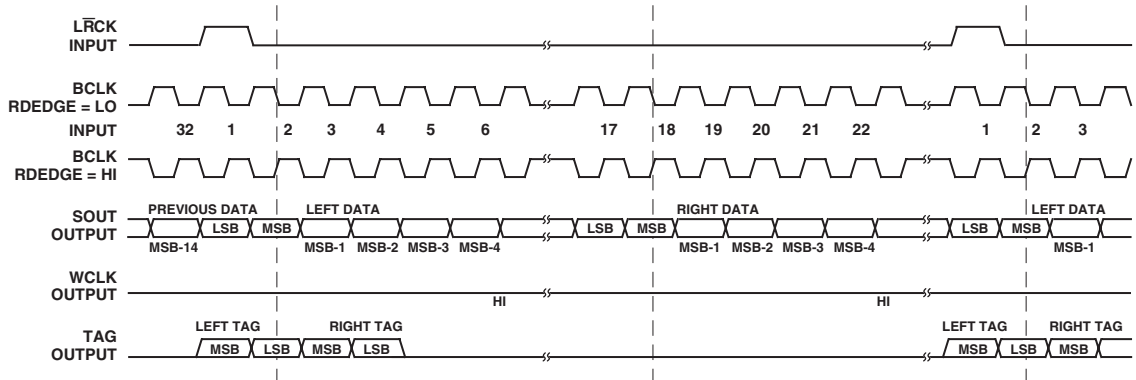 LR̅CK
INPUT
BCLK
RDEDGE = LO
INPUT 32 1 2 3 4 5 6 17 18 19 20 21 22 1 2 3
BCLK
RDEDGE = HI
SOUT
OUTPUT
PREVIOUS DATA LEFT DATA RIGHT DATA LEFT DATA
LSB MSB LSB MSB LSB MSB
MSB-14 MSB-1 MSB-2 MSB-3 MSB-4 MSB-1 MSB-2 MSB-3 MSB-4 MSB-1
WCLK
OUTPUT
HI HI
TAG
OUTPUT
LEFT TAG RIGHT TAG LEFT TAG RIGHT TAG
MSB LSB MSB LSB MSB LSB MSB